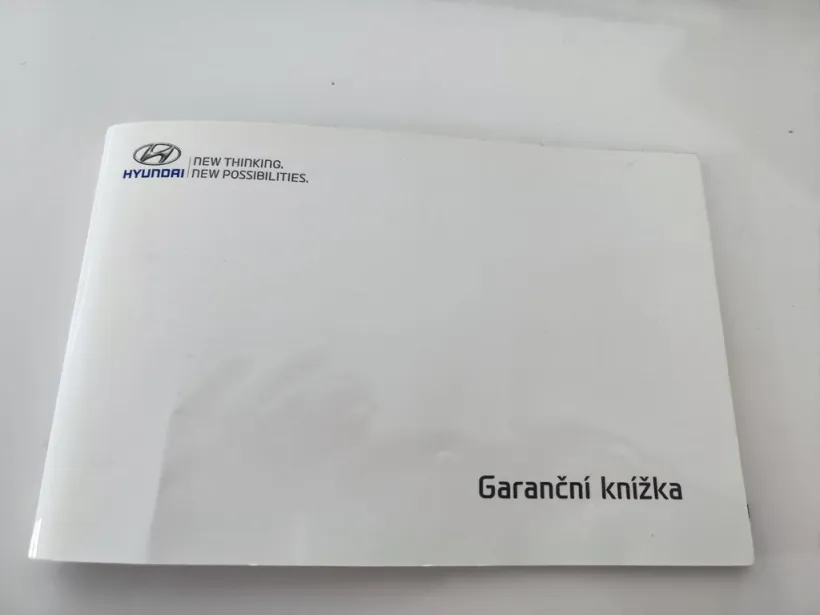 HYUNDAI
NEW THINKING.
NEW POSSIBILITIES.
Garanční knížka